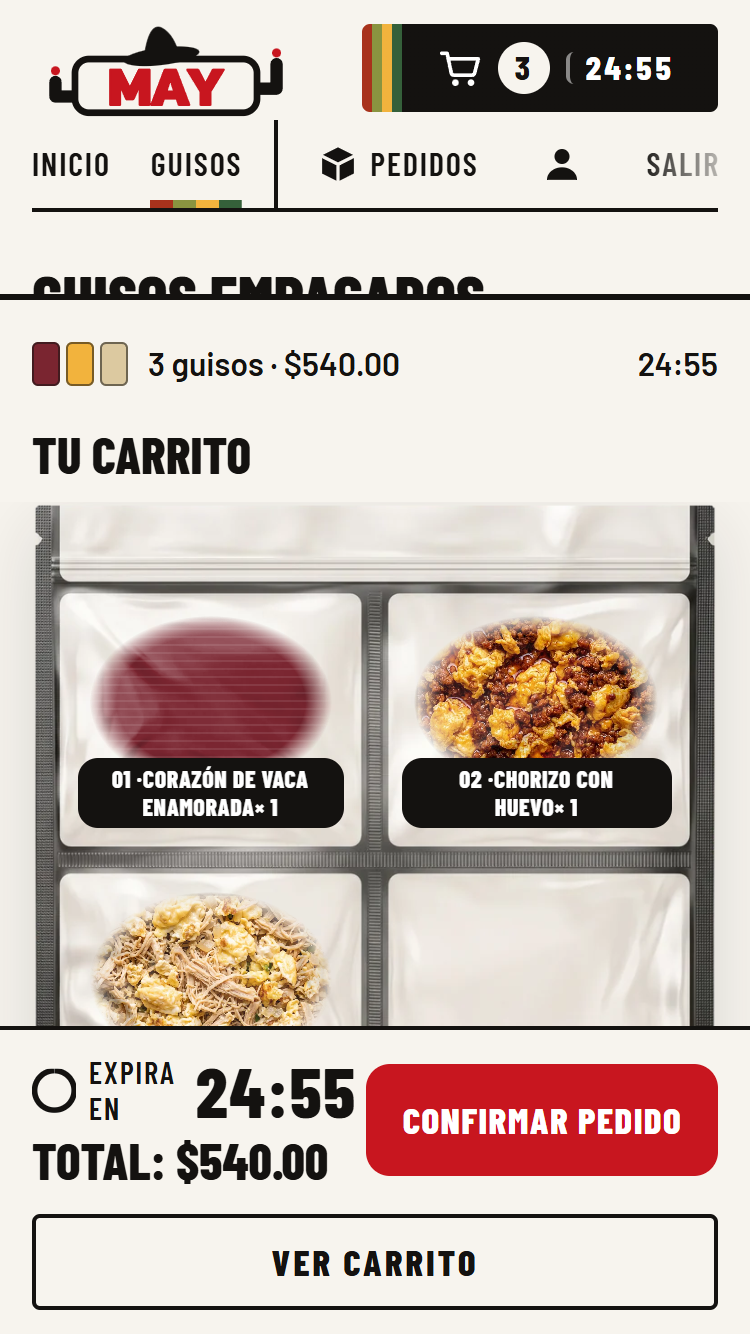 MAY
3
24:55
INICIO
GUISOS
PEDIDOS
SALIR
GUISOS EMPACADOS
3 guisos · $540.00
24:55
TU CARRITO
01 ·CORAZÓN DE VACA
ENAMORADA× 1
02 ·CHORIZO CON
HUEVO× 1
EXPIRA
EN
24:55
TOTAL: $540.00
CONFIRMAR PEDIDO
VER CARRITO